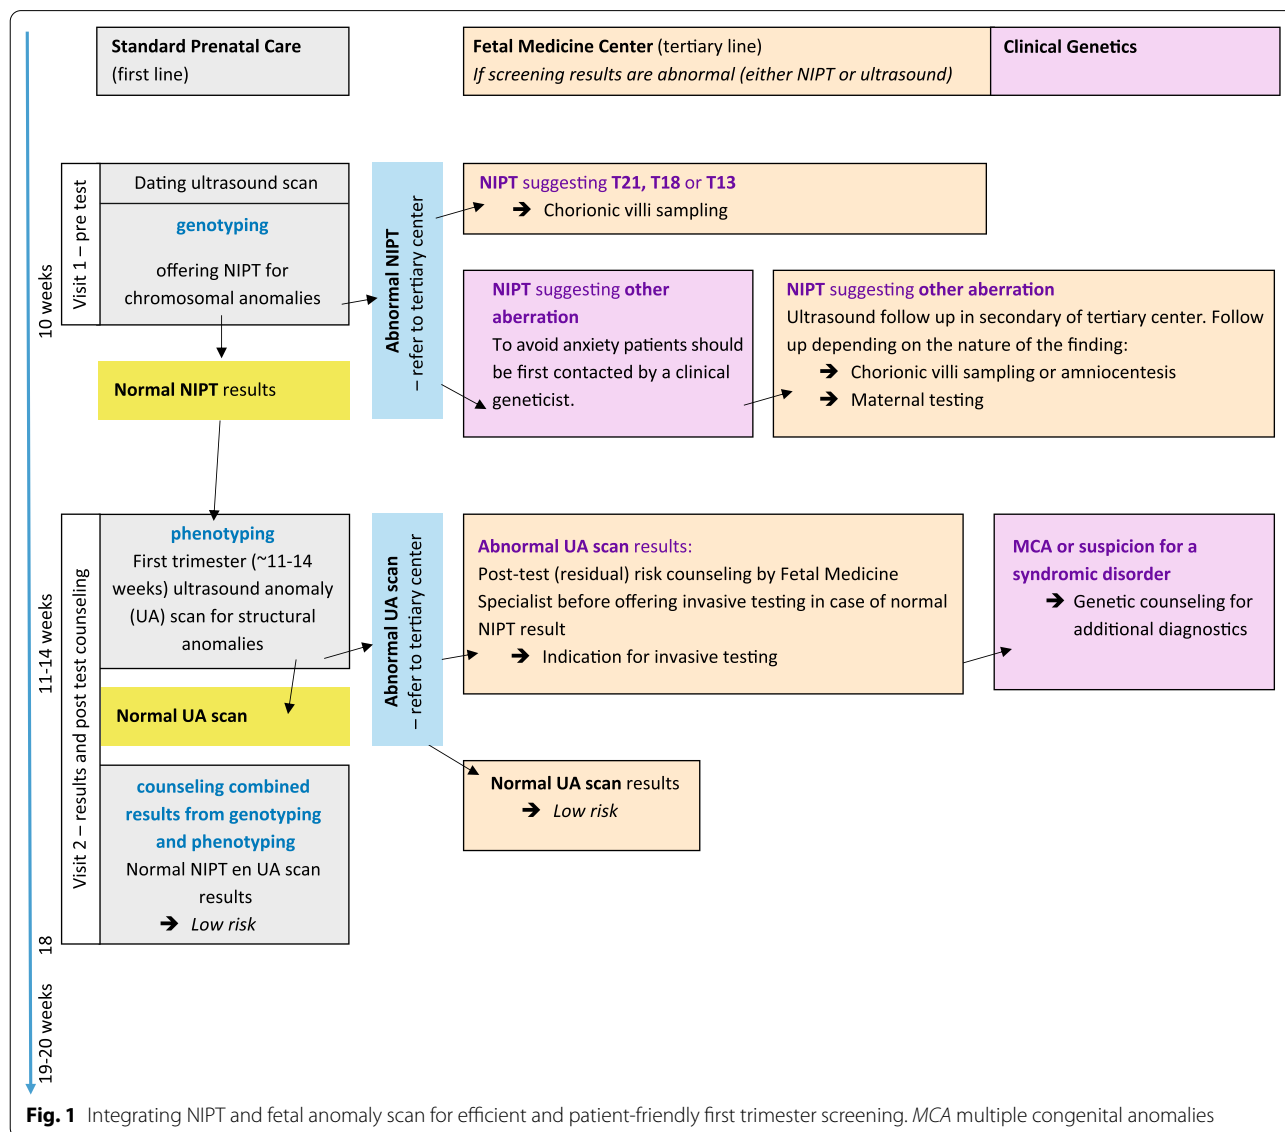 Standard Prenatal Care
(first line)
Fetal Medicine Center (tertiary line)
If screening results are abnormal (either NIPT or ultrasound)
Clinical Genetics
10 weeks
Visit 1 – pre test
Dating ultrasound scan
genotyping
offering NIPT for
chromosomal anomalies
Normal NIPT results
Abnormal NIPT
– refer to tertiary center
NIPT suggesting T21, T18 or T13
➔ Chorionic villi sampling
NIPT suggesting other
aberration
To avoid anxiety patients should
be first contacted by a clinical
geneticist.
NIPT suggesting other aberration
Ultrasound follow up in secondary of tertiary center. Follow
up depending on the nature of the finding:
➔ Chorionic villi sampling or amniocentesis
➔ Maternal testing
11-14 weeks
Visit 2 – results and post test counseling
phenotyping
First trimester (~11-14
weeks) ultrasound anomaly
(UA) scan for structural
anomalies
Normal UA scan
counseling combined
results from genotyping
and phenotyping
Normal NIPT en UA scan
results
➔ Low risk
Abnormal UA scan
– refer to tertiary center
Abnormal UA scan results:
Post-test (residual) risk counseling by Fetal Medicine
Specialist before offering invasive testing in case of normal
NIPT result
➔ Indication for invasive testing
MCA or suspicion for a
syndromic disorder
➔ Genetic counseling for
additional diagnostics
Normal UA scan results
➔ Low risk
18
19-20 weeks
Fig. 1 Integrating NIPT and fetal anomaly scan for efficient and patient-friendly first trimester screening. MCA multiple congenital anomalies